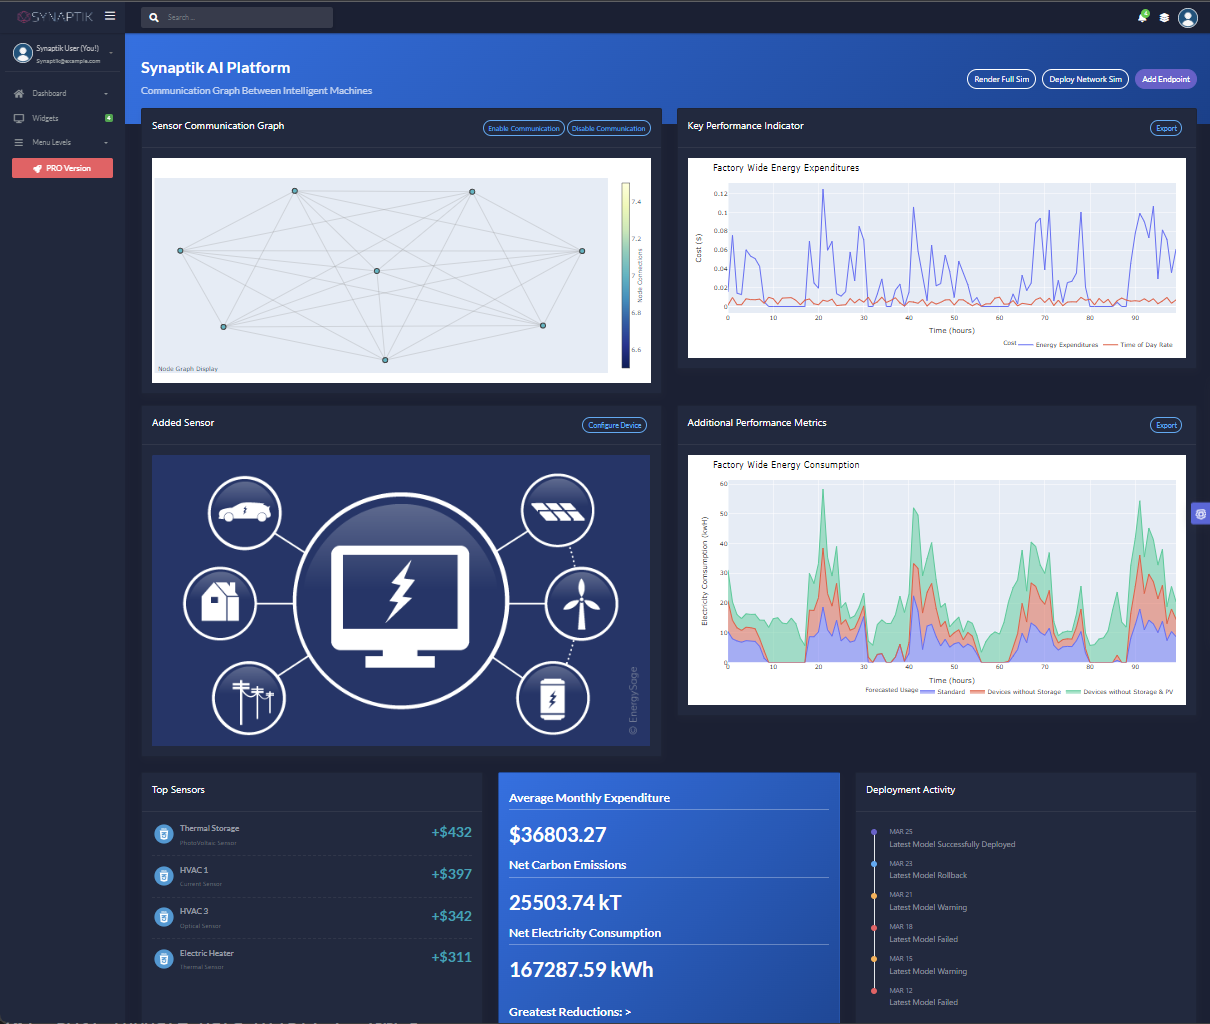 SYNAPTIK
Search...
4
Synaptik User (You!)
Synaptik@example.com
Dashboard
Widgets 4
Menu Levels
PRO Version
Synaptik AI Platform
Communication Graph Between Intelligent Machines
Render Full Sim Deploy Network Sim Add Endpoint
Sensor Communication Graph
Enable Communication Disable Communication
7.4
7.2
7
6.8
6.6
Node Connections
Node Graph Display
Key Performance Indicator
Export
Factory Wide Energy Expenditures
Cost ($)
0.12
0.1
0.08
0.06
0.04
0.02
0
0 10 20 30 40 50 60 70 80 90
Time (hours)
Cost Energy Expenditures Time of Day Rate
Added Sensor
Configure Device
© EnergySage
Additional Performance Metrics
Export
Factory Wide Energy Consumption
Electricity Comsumption (kwH)
60
50
40
30
20
10
0
0 10 20 30 40 50 60 70 80 90
Time (hours)
Forecasted Usage Standard Devices without Storage Devices without Storage & PV
Top Sensors
Thermal Storage
PhotoVoltaic Sensor
+$432
HVAC 1
Current Sensor
+$397
HVAC 3
Optical Sensor
+$342
Electric Heater
Thermal Sensor
+$311
Average Monthly Expenditure
$36803.27
Net Carbon Emissions
25503.74 kT
Net Electricity Consumption
167287.59 kWh
Greatest Reductions: >
Deployment Activity
MAR 25
Latest Model Successfully Deployed
MAR 23
Latest Model Rollback
MAR 21
Latest Model Warning
MAR 18
Latest Model Failed
MAR 15
Latest Model Warning
MAR 12
Latest Model Failed